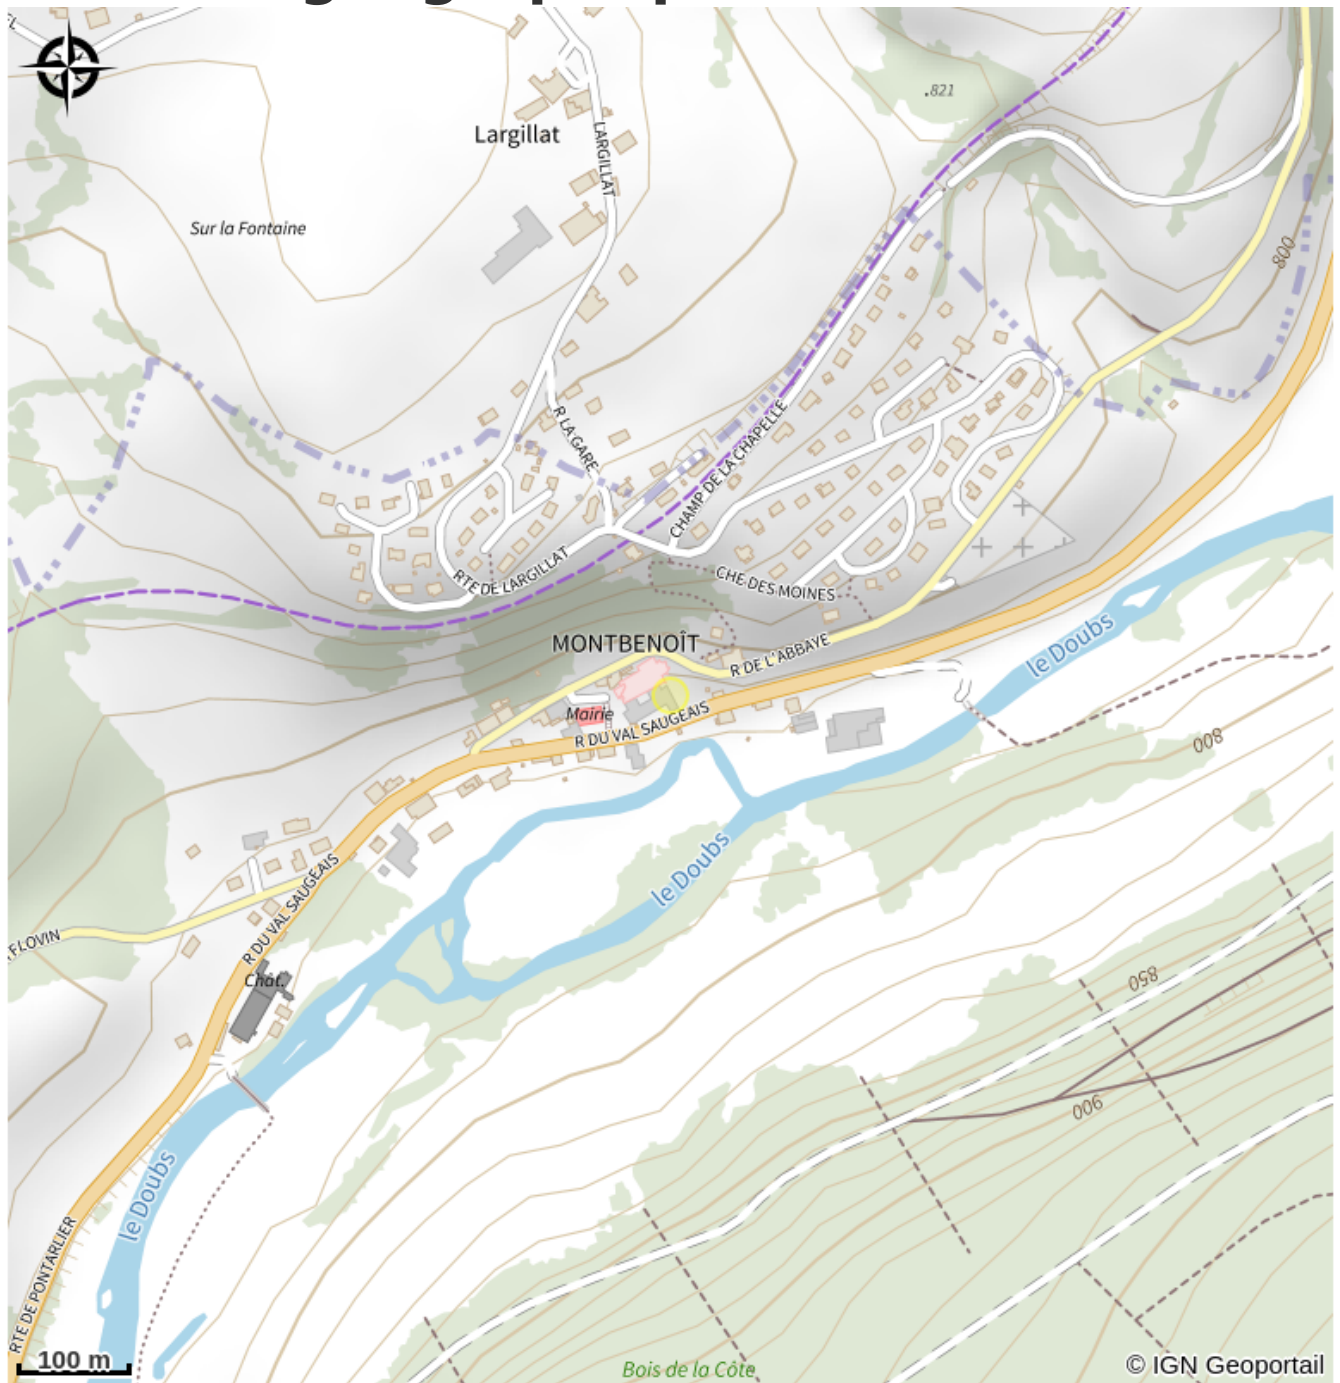 .821
Largillat
LARGILLAT
Sur la Fontaine
800
R LA GARE
CHAMP DE LA CHAPELLE
RTE DE LARGILLAT
CHE DES MOINES
MONTBENOÎT
R DE L'ABBAYE
le Doubs
Mairie
R DU VAL SAUGEAIS
800
le Doubs
R DU VAL SAUGEAIS
FLOVIN
Chât.
850
900
le Doubs
RTE DE PONTARLIER
100 m
Bois de la Côte
© IGN Geoportail